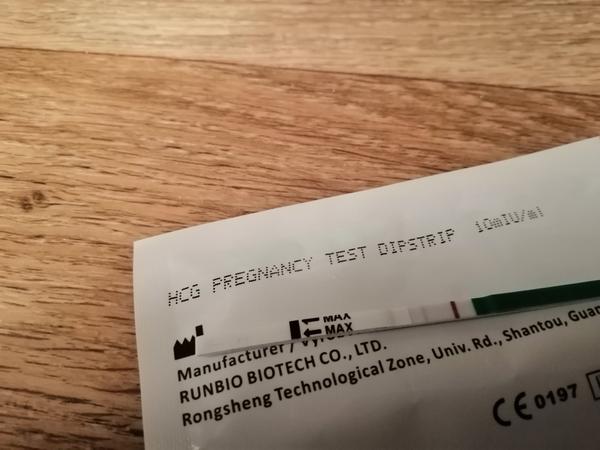 HCG PREGNANCY TEST DIPSTRIP 10mIU/ml
MAX
MAX
Manufacturer /
RUNBIO BIOTECH CO., LTD.
Rongsheng Technological Zone, Univ. Rd., Shantou,
CE 0197